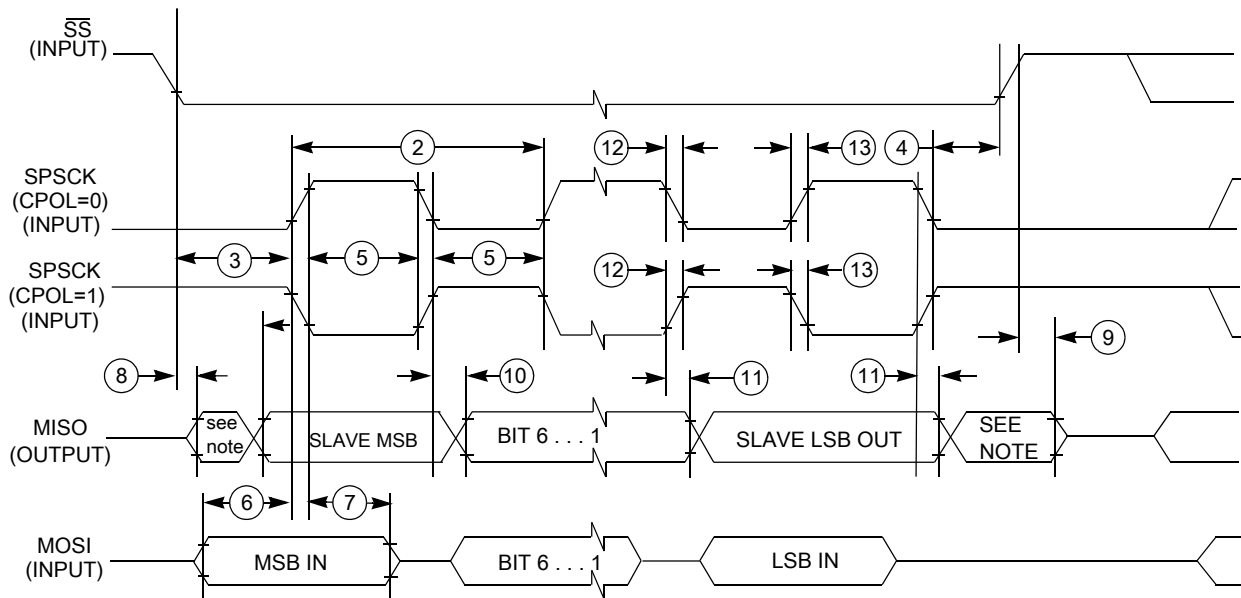 SS
(INPUT)
2
12
13
4
SPSCK
(CPOL=0)
(INPUT)
3
5
5
SPSCK
(CPOL=1)
(INPUT)
12
13
8
10
11
11
9
MISO
(OUTPUT)
see
note
SLAVE MSB
BIT 6 . . . 1
SLAVE LSB OUT
SEE
NOTE
6
7
MOSI
(INPUT)
MSB IN
BIT 6 . . . 1
LSB IN